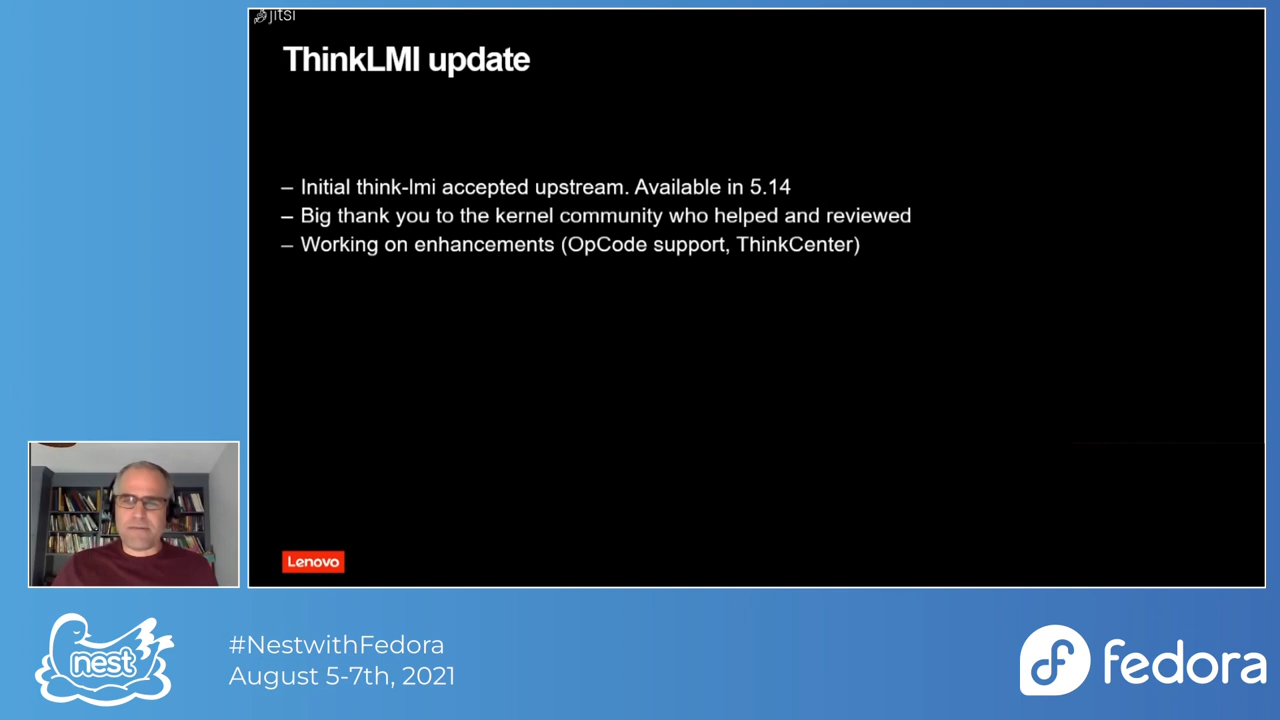 jitsi
ThinkLMI update
– Initial think-lmi accepted upstream. Available in 5.14
– Big thank you to the kernel community who helped and reviewed
– Working on enhancements (OpCode support, ThinkCenter)
Lenovo
nest
#NestwithFedora
August 5-7th, 2021
fedora